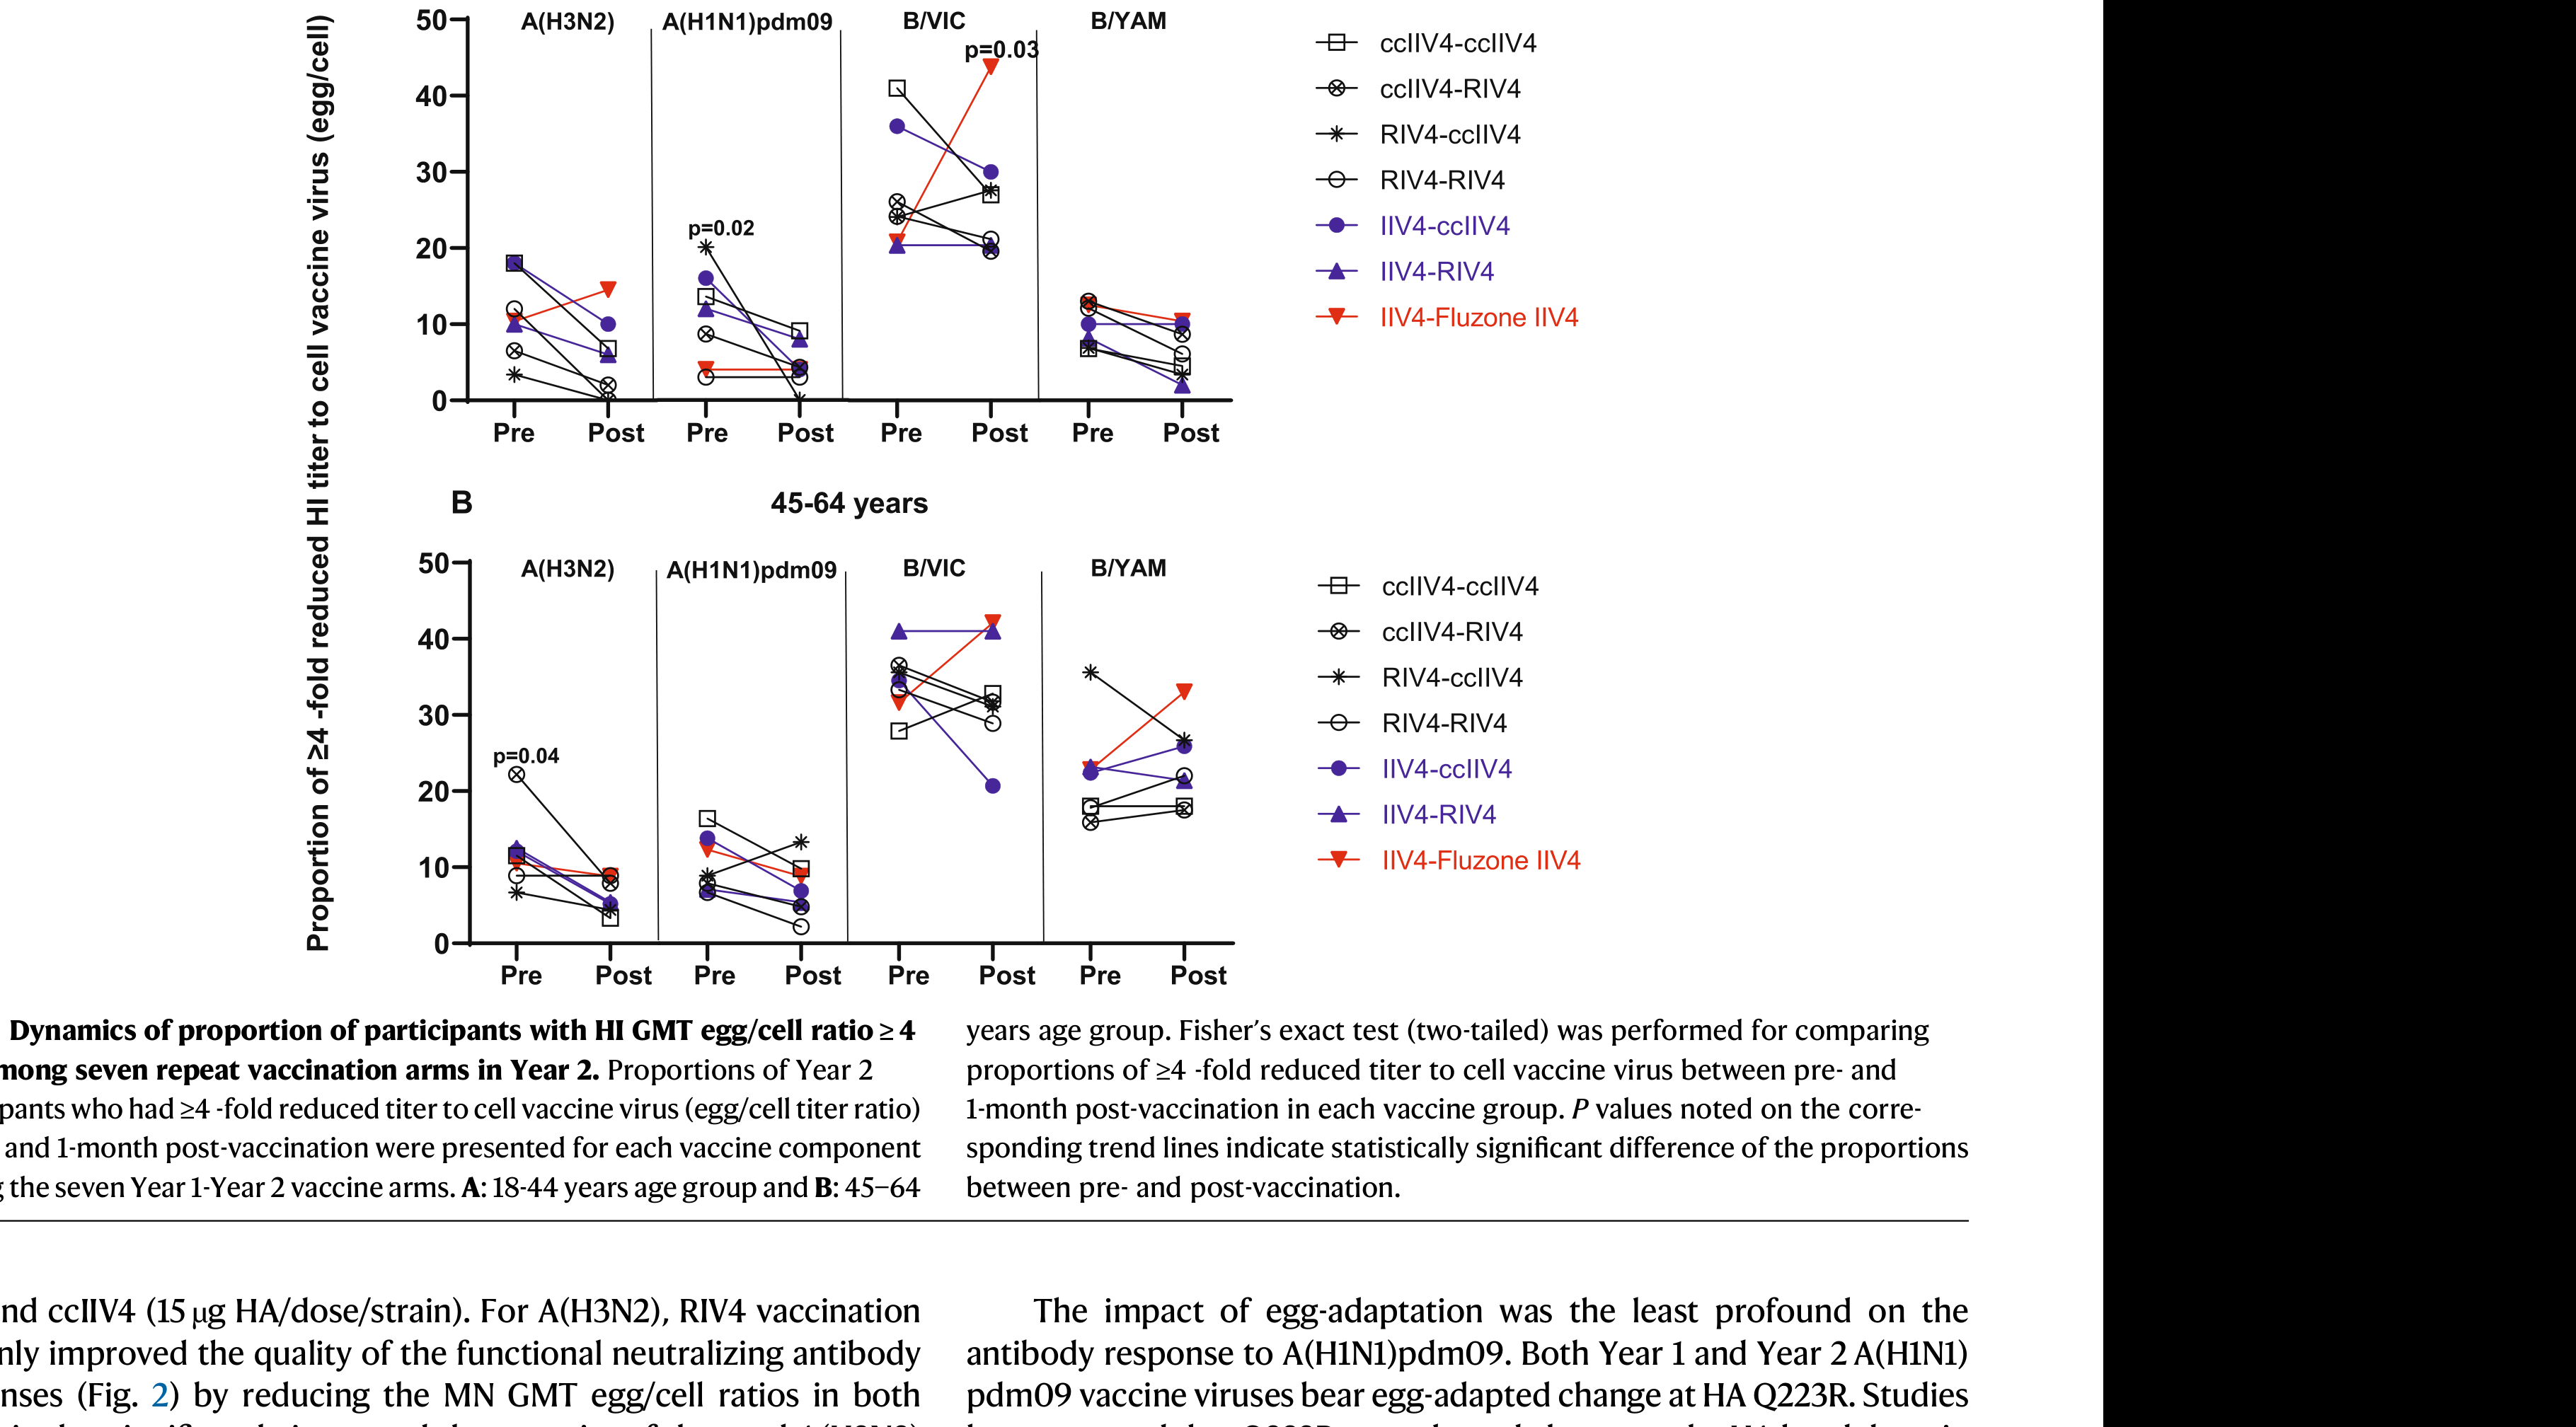 Proportion of ≥4 -fold reduced HI titer to cell vaccine virus (egg/cell)
A(H3N2) A(H1N1)pdm09 B/VIC B/YAM
50
40
30
20
10
0
p=0.02
p=0.03
Pre Post Pre Post Pre Post Pre Post
ccIIV4-ccIIV4
ccIIV4-RIV4
RIV4-ccIIV4
RIV4-RIV4
IIV4-ccIIV4
IIV4-RIV4
IIV4-Fluzone IIV4
B 45-64 years
A(H3N2) A(H1N1)pdm09 B/VIC B/YAM
50
40
30
20
10
0
p=0.04
Pre Post Pre Post Pre Post Pre Post
ccIIV4-ccIIV4
ccIIV4-RIV4
RIV4-ccIIV4
RIV4-RIV4
IIV4-ccIIV4
IIV4-RIV4
IIV4-Fluzone IIV4
Dynamics of proportion of participants with HI GMT egg/cell ratio ≥ 4
mong seven repeat vaccination arms in Year 2. Proportions of Year 2
pants who had ≥4 -fold reduced titer to cell vaccine virus (egg/cell titer ratio)
and 1-month post-vaccination were presented for each vaccine component
g the seven Year 1-Year 2 vaccine arms. A: 18-44 years age group and B: 45–64
years age group. Fisher's exact test (two-tailed) was performed for comparing
proportions of ≥4 -fold reduced titer to cell vaccine virus between pre- and
1-month post-vaccination in each vaccine group. P values noted on the corre-
sponding trend lines indicate statistically significant difference of the proportions
between pre- and post-vaccination.
nd ccIIV4 (15 μg HA/dose/strain). For A(H3N2), RIV4 vaccination
nly improved the quality of the functional neutralizing antibody
nses (Fig. 2) by reducing the MN GMT egg/cell ratios in both
The impact of egg-adaptation was the least profound on the
antibody response to A(H1N1)pdm09. Both Year 1 and Year 2 A(H1N1)
pdm09 vaccine viruses bear egg-adapted change at HA Q223R. Studies